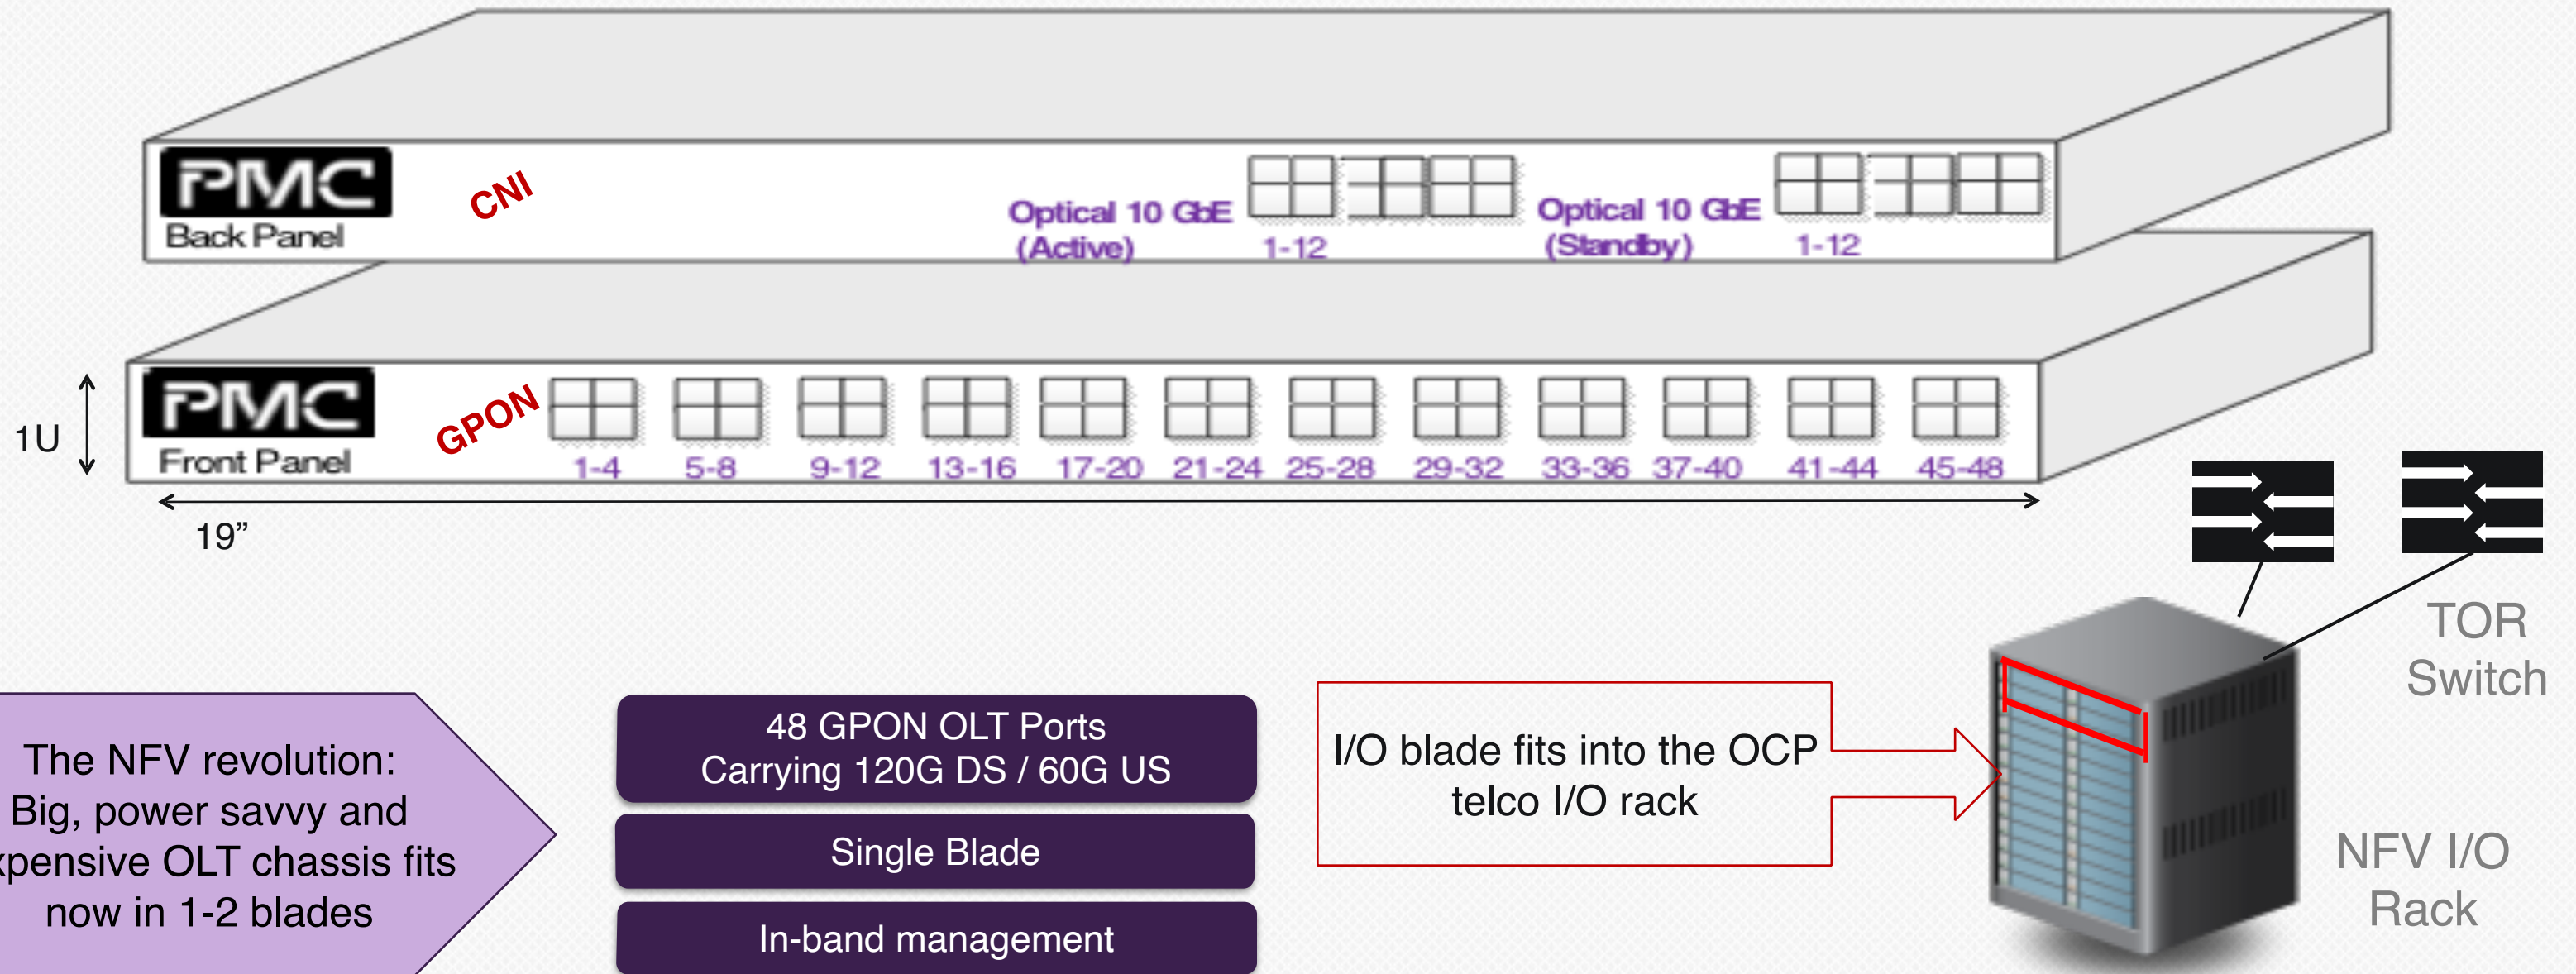 PMC
Back Panel
CNI
Optical 10 GbE
(Active)
1-12
Optical 10 GbE
(Standby)
1-12
1U
PMC
Front Panel
GPON
1-4
5-8
9-12
13-16
17-20
21-24
25-28
29-32
33-36
37-40
41-44
45-48
19”
TOR
Switch
The NFV revolution:
Big, power savvy and
xpensive OLT chassis fits
now in 1-2 blades
48 GPON OLT Ports
Carrying 120G DS / 60G US
Single Blade
In-band management
I/O blade fits into the OCP
telco I/O rack
NFV I/O
Rack